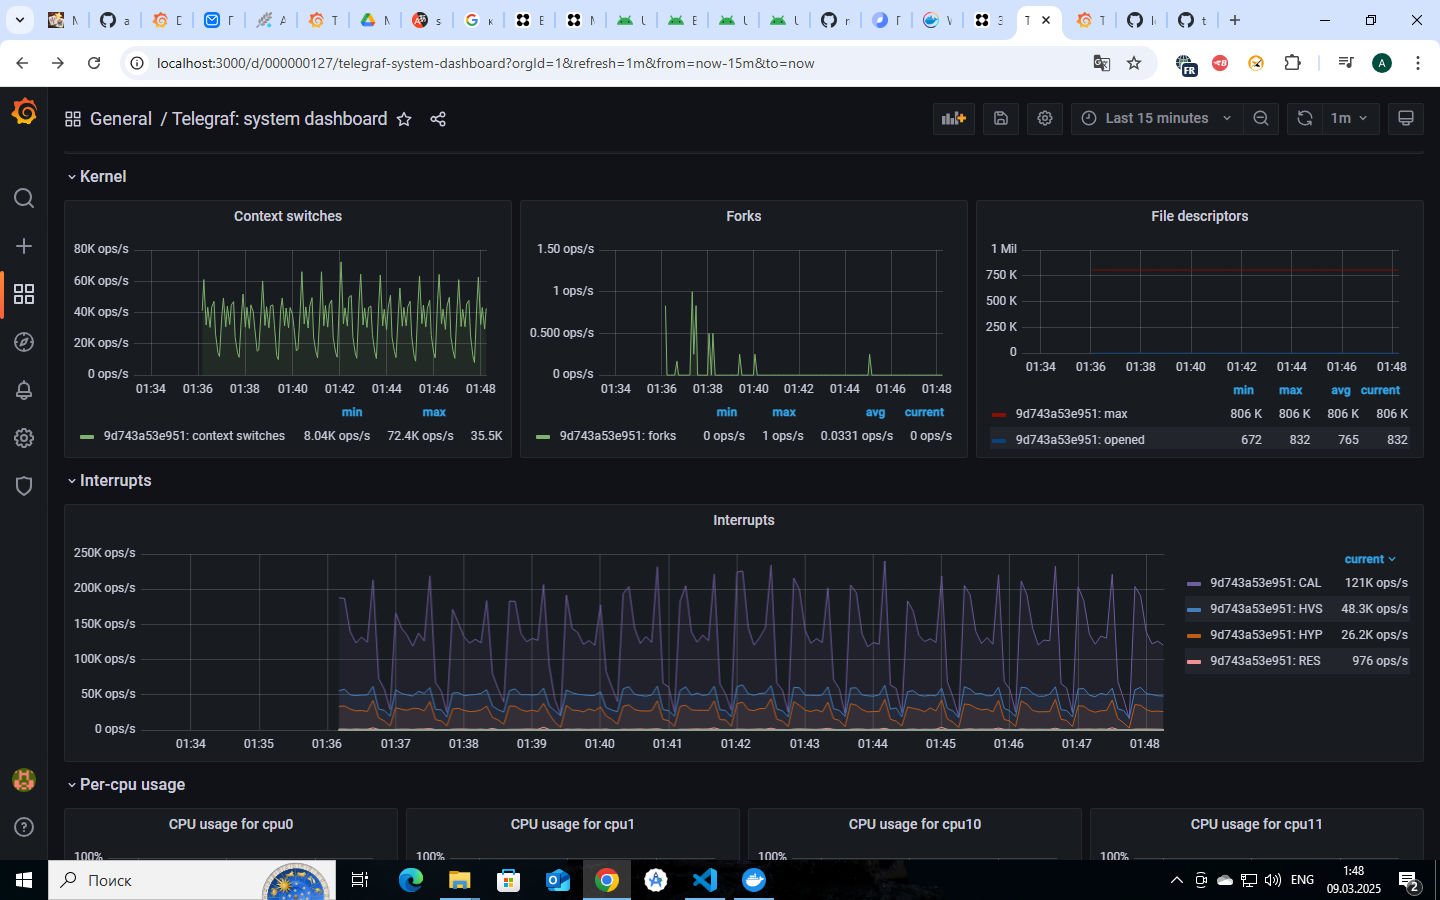 localhost:3000/d/000000127/telegraf-system-dashboard?orgId=1&refresh=1m&from=now-15m&to=now
FR
A
General / Telegraf: system dashboard
Last 15 minutes
1m
Kernel
Context switches
80K ops/s
60K ops/s
40K ops/s
20K ops/s
0 ops/s
01:34 01:36 01:38 01:40 01:42 01:44 01:46 01:48
min max
9d743a53e951: context switches 8.04K ops/s 72.4K ops/s 35.5K
Forks
1.50 ops/s
1 ops/s
0.500 ops/s
0 ops/s
01:34 01:36 01:38 01:40 01:42 01:44 01:46 01:48
min max avg current
9d743a53e951: forks 0 ops/s 1 ops/s 0.0331 ops/s 0 ops/s
File descriptors
1 Mil
750 K
500 K
250 K
0
01:34 01:36 01:38 01:40 01:42 01:44 01:46 01:48
min max avg current
9d743a53e951: max 806 K 806 K 806 K 806 K
9d743a53e951: opened 672 832 765 832
Interrupts
Interrupts
250K ops/s
200K ops/s
150K ops/s
100K ops/s
50K ops/s
0 ops/s
01:34 01:35 01:36 01:37 01:38 01:39 01:40 01:41 01:42 01:43 01:44 01:45 01:46 01:47 01:48
current
9d743a53e951: CAL 121K ops/s
9d743a53e951: HVS 48.3K ops/s
9d743a53e951: HYP 26.2K ops/s
9d743a53e951: RES 976 ops/s
Per-cpu usage
CPU usage for cpu0
100%
CPU usage for cpu1
100%
CPU usage for cpu10
100%
CPU usage for cpu11
100%
Поиск
ENG
1:48
09.03.2025
2